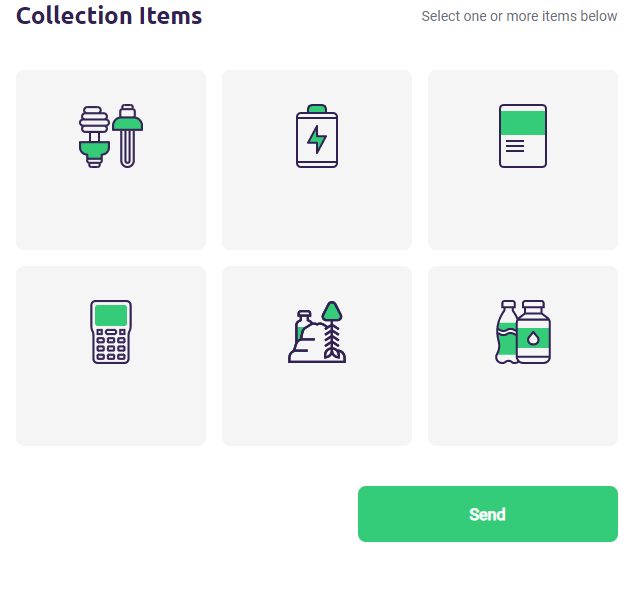 Collection Items
Select one or more items below
Send